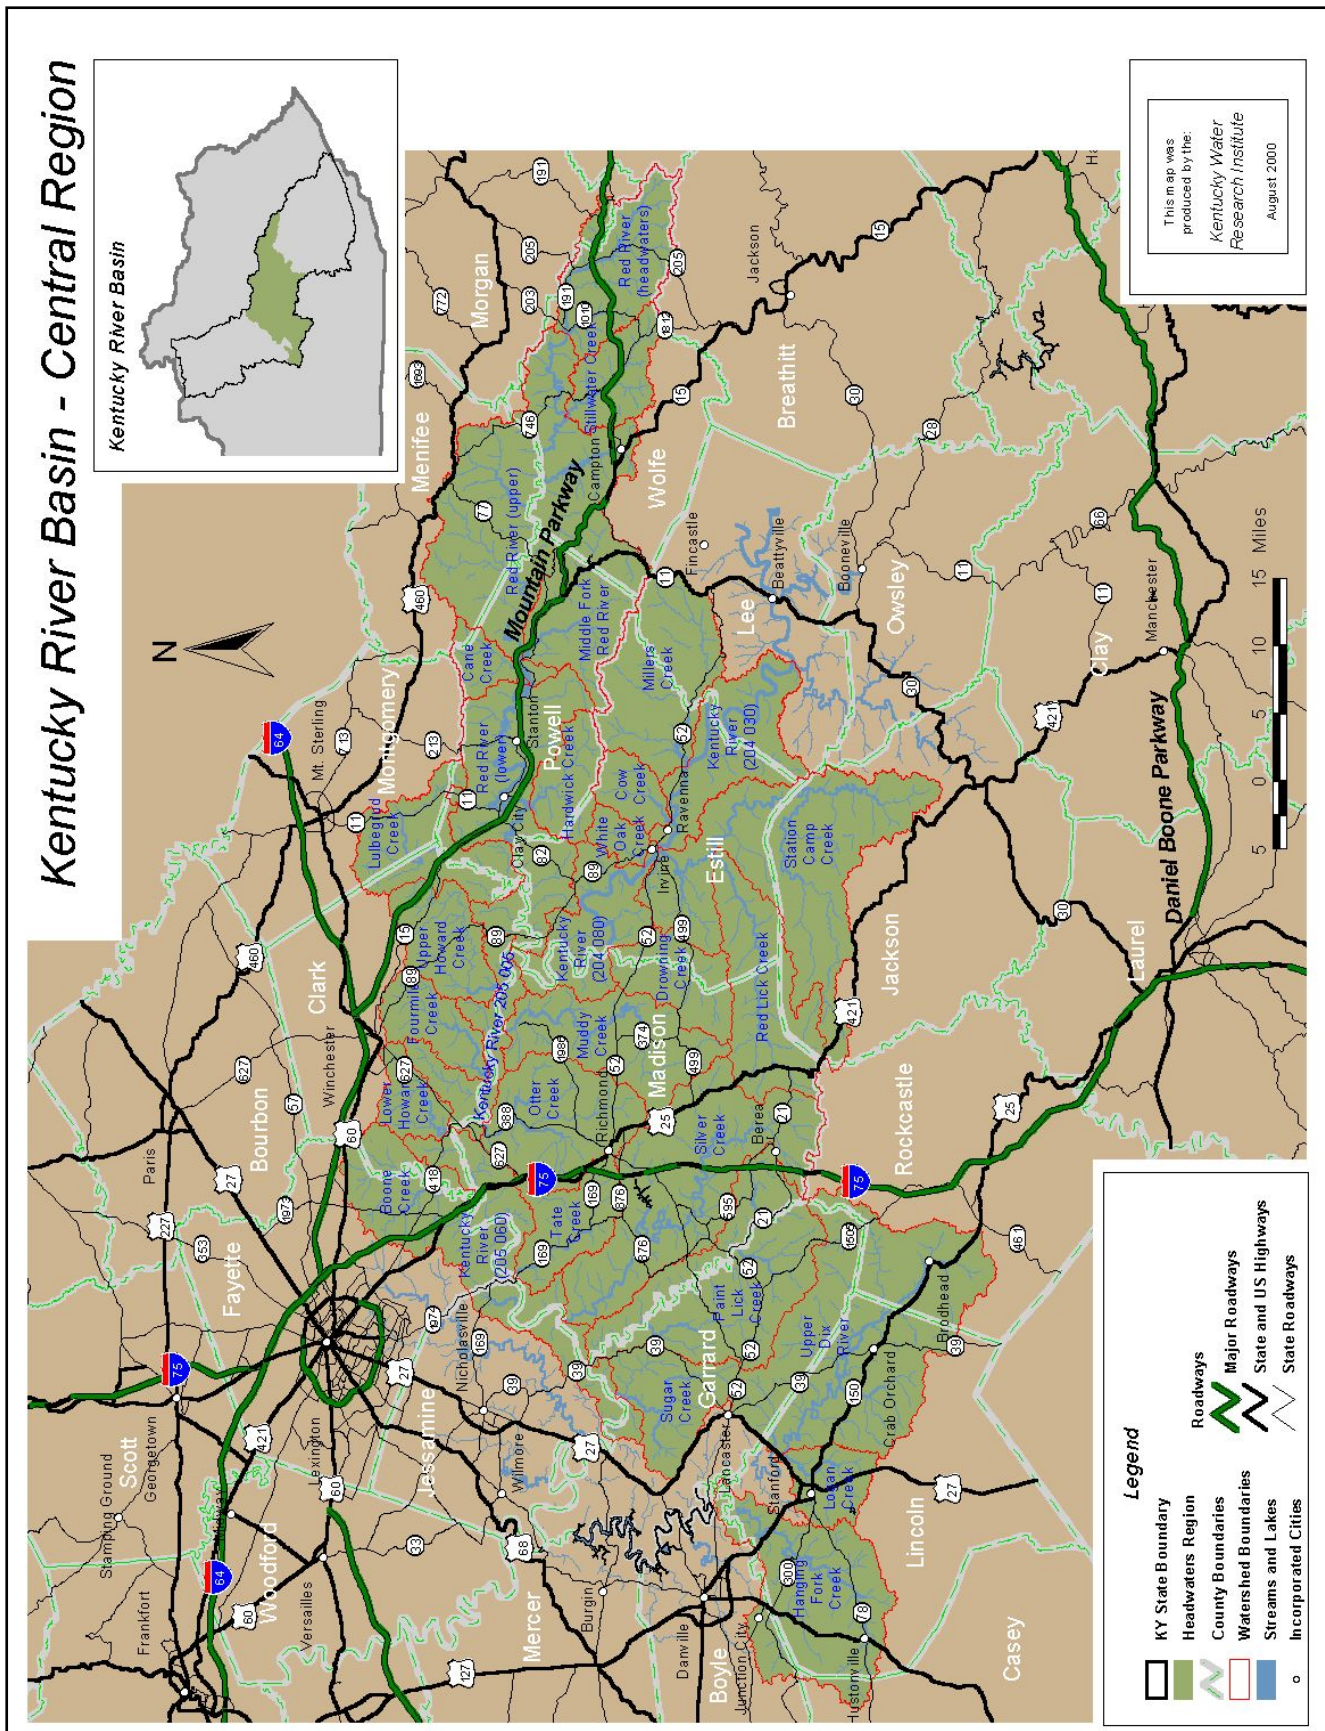 Kentucky River Basin - Central Region
Kentucky River Basin
N
This map was
produced by the:
Kentucky Water
Research Institute
August 2000
Stamping Ground
Scott
Georgetown
Frankfort
Midway
Woodford
Versailles
Lexington
Fayette
Paris
Bourbon
Winchester
Clark
Mt. Sterling
Montgomery
Menifee
Morgan
Jessamine
Nicholasville
Wilmore
Mercer
Burgin
Danville
Boyle
Junction City
Hustonville
Casey
Lincoln
Stanford
Lancaster
Garrard
Crab Orchard
Brodhead
Rockcastle
Berea
Richmond
Madison
Irvine
Ravenna
Estill
Clay City
Stanton
Powell
Campton
Wolfe
Jackson
Breathitt
Fincastle
Lee
Beattyville
Booneville
Owsley
Jackson
Clay
Manchester
Laurel
Mountain Parkway
Daniel Boone Parkway
Lulbegrud
Creek
Red River
(lower)
Cane
Creek
Red River (upper)
Stillwater Creek
Red River
(headwaters)
Middle Fork
Red River
Hardwick Creek
Millers
Creek
Cow
Creek
White
Oak
Creek
Kentucky
River
(204 030)
Station
Camp
Creek
Upper
Howard
Creek
Fourmile
Creek
Lower
Howard
Creek
Boone
Creek
Kentucky River 205 005
Kentucky
River
(204 080)
Drowning
Creek
Red Lick Creek
Muddy
Creek
Otter
Creek
Silver
Creek
Tate
Creek
Kentucky
River
(205 060)
Paint
Lick
Creek
Sugar
Creek
Upper
Dix
River
Logan
Creek
Hanging
Fork
Creek
5 0 5 10 15 Miles
Legend
KY State Boundary
Headwaters Region
County Boundaries
Watershed Boundaries
Streams and Lakes
Incorporated Cities
Roadways
Major Roadways
State and US Highways
State Roadways